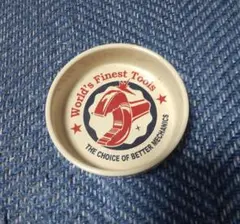 World's Finest Tools
THE CHOICE OF BETTER MECHANICS